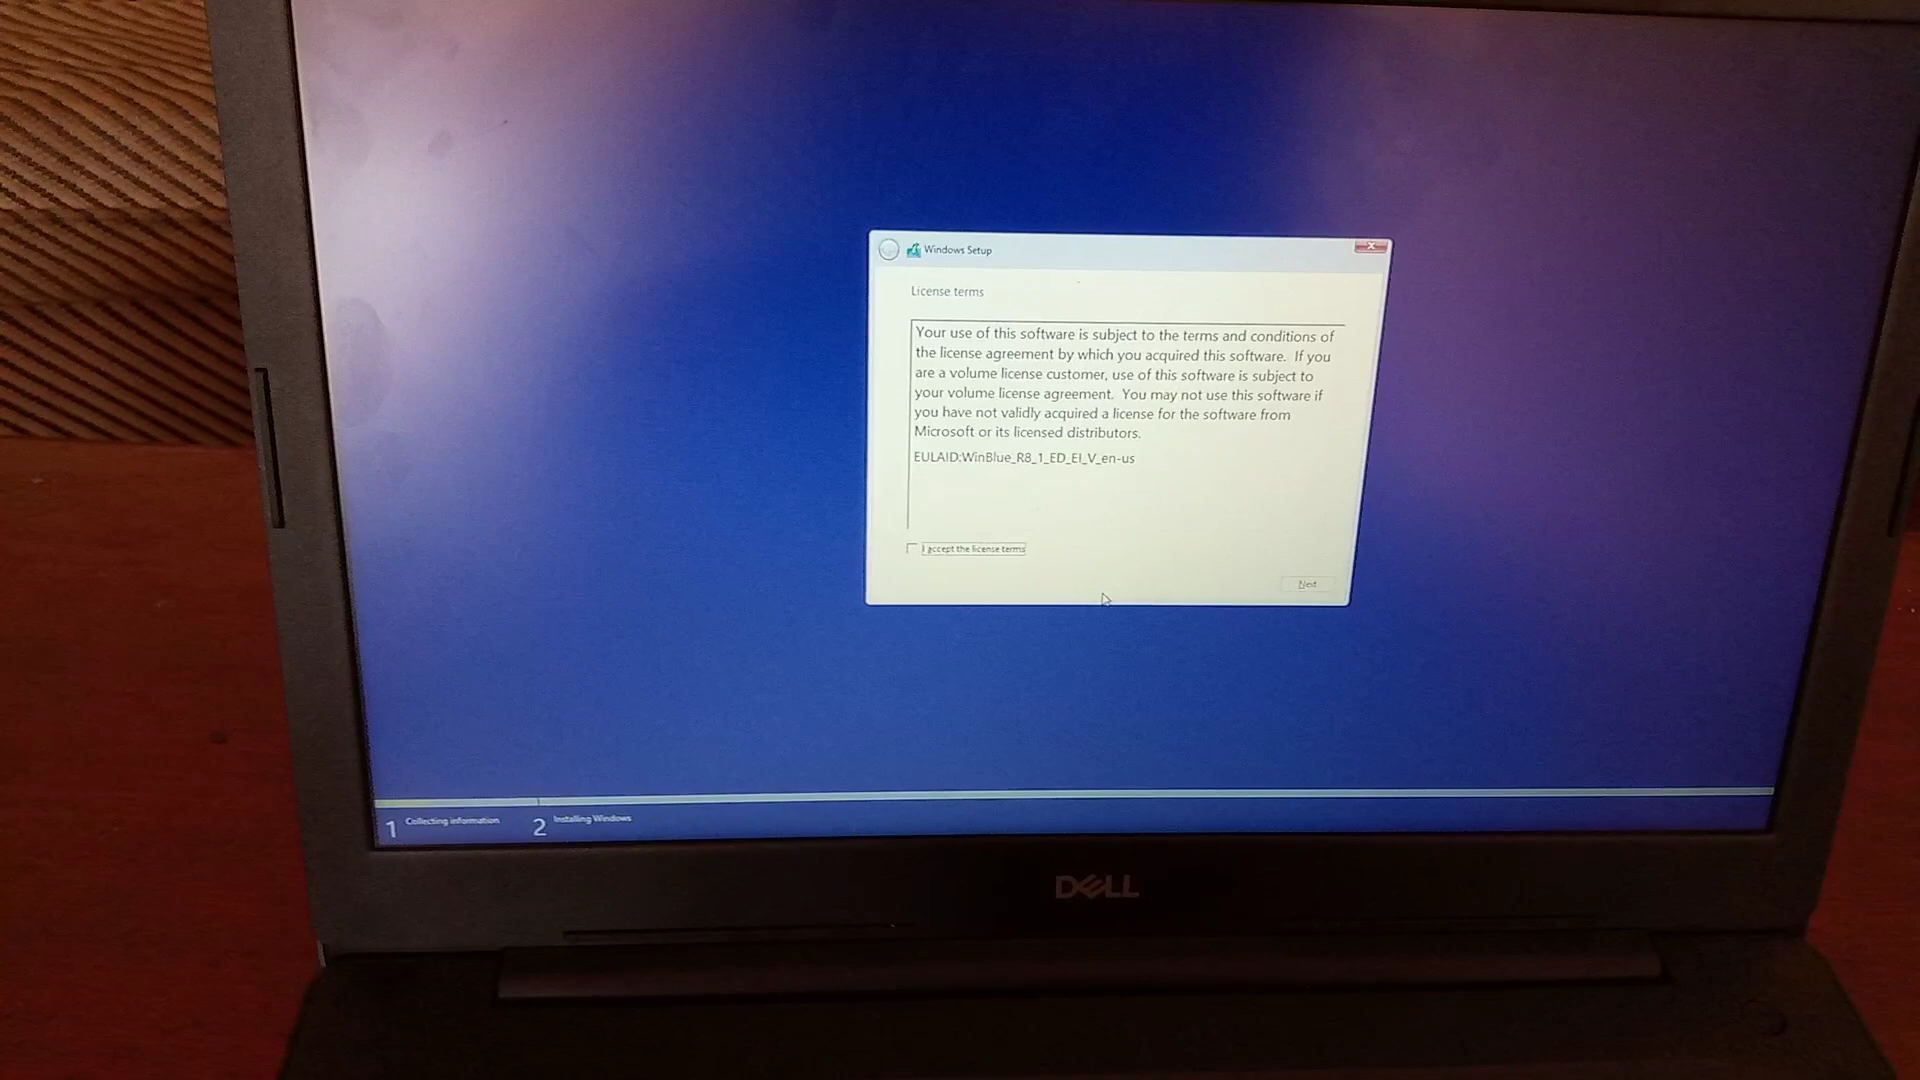 Windows Setup
License terms
Your use of this software is subject to the terms and conditions of
the license agreement by which you acquired this software. If you
are a volume license customer, use of this software is subject to
your volume license agreement. You may not use this software if
you have not validly acquired a license for the software from
Microsoft or its licensed distributors.
EULAID:WinBlue_R8_1_ED_EI_V_en-us
I accept the license terms
Next
1 Collecting information 2 Installing Windows
DELL